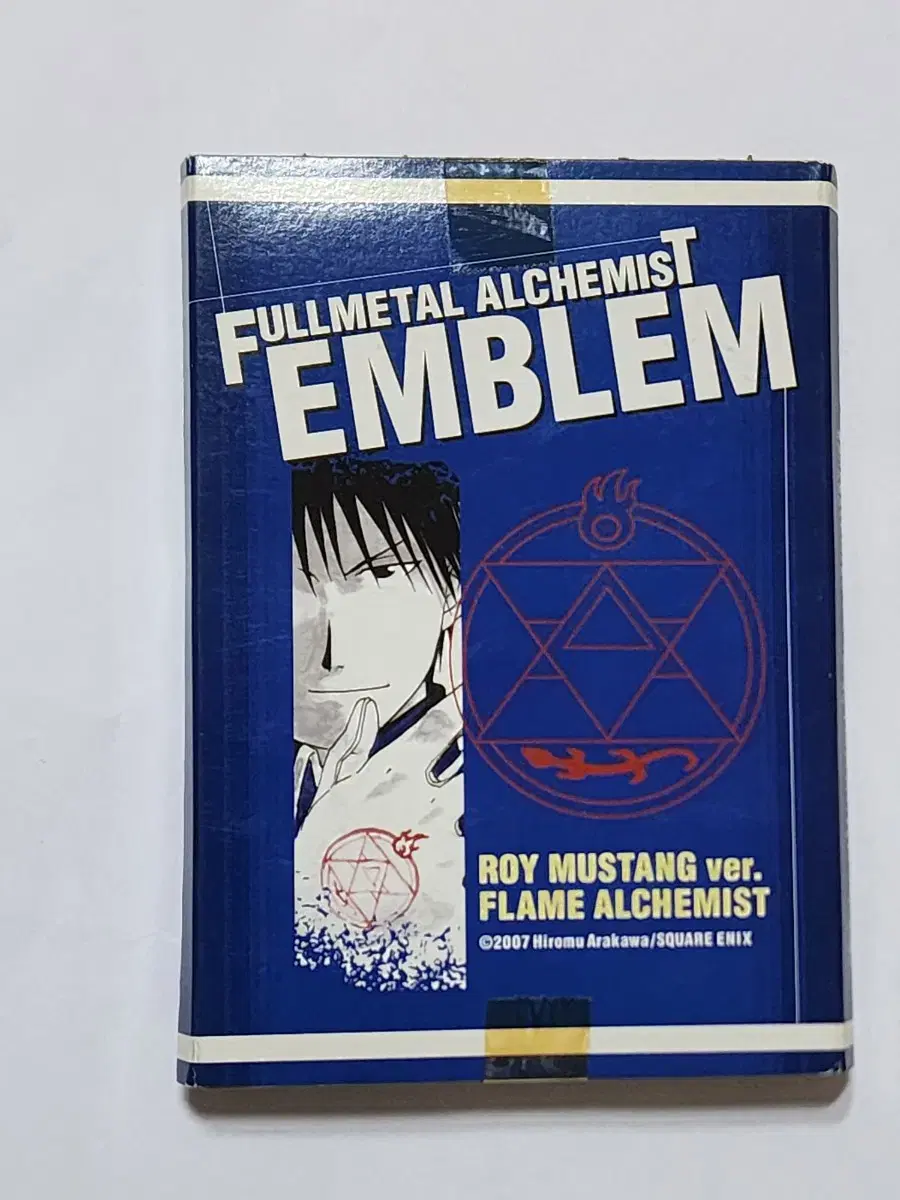 FULLMETAL ALCHEMIST
EMBLEM
ROY MUSTANG ver.
FLAME ALCHEMIST
©2007 Hiromu Arakawa/SQUARE ENIX